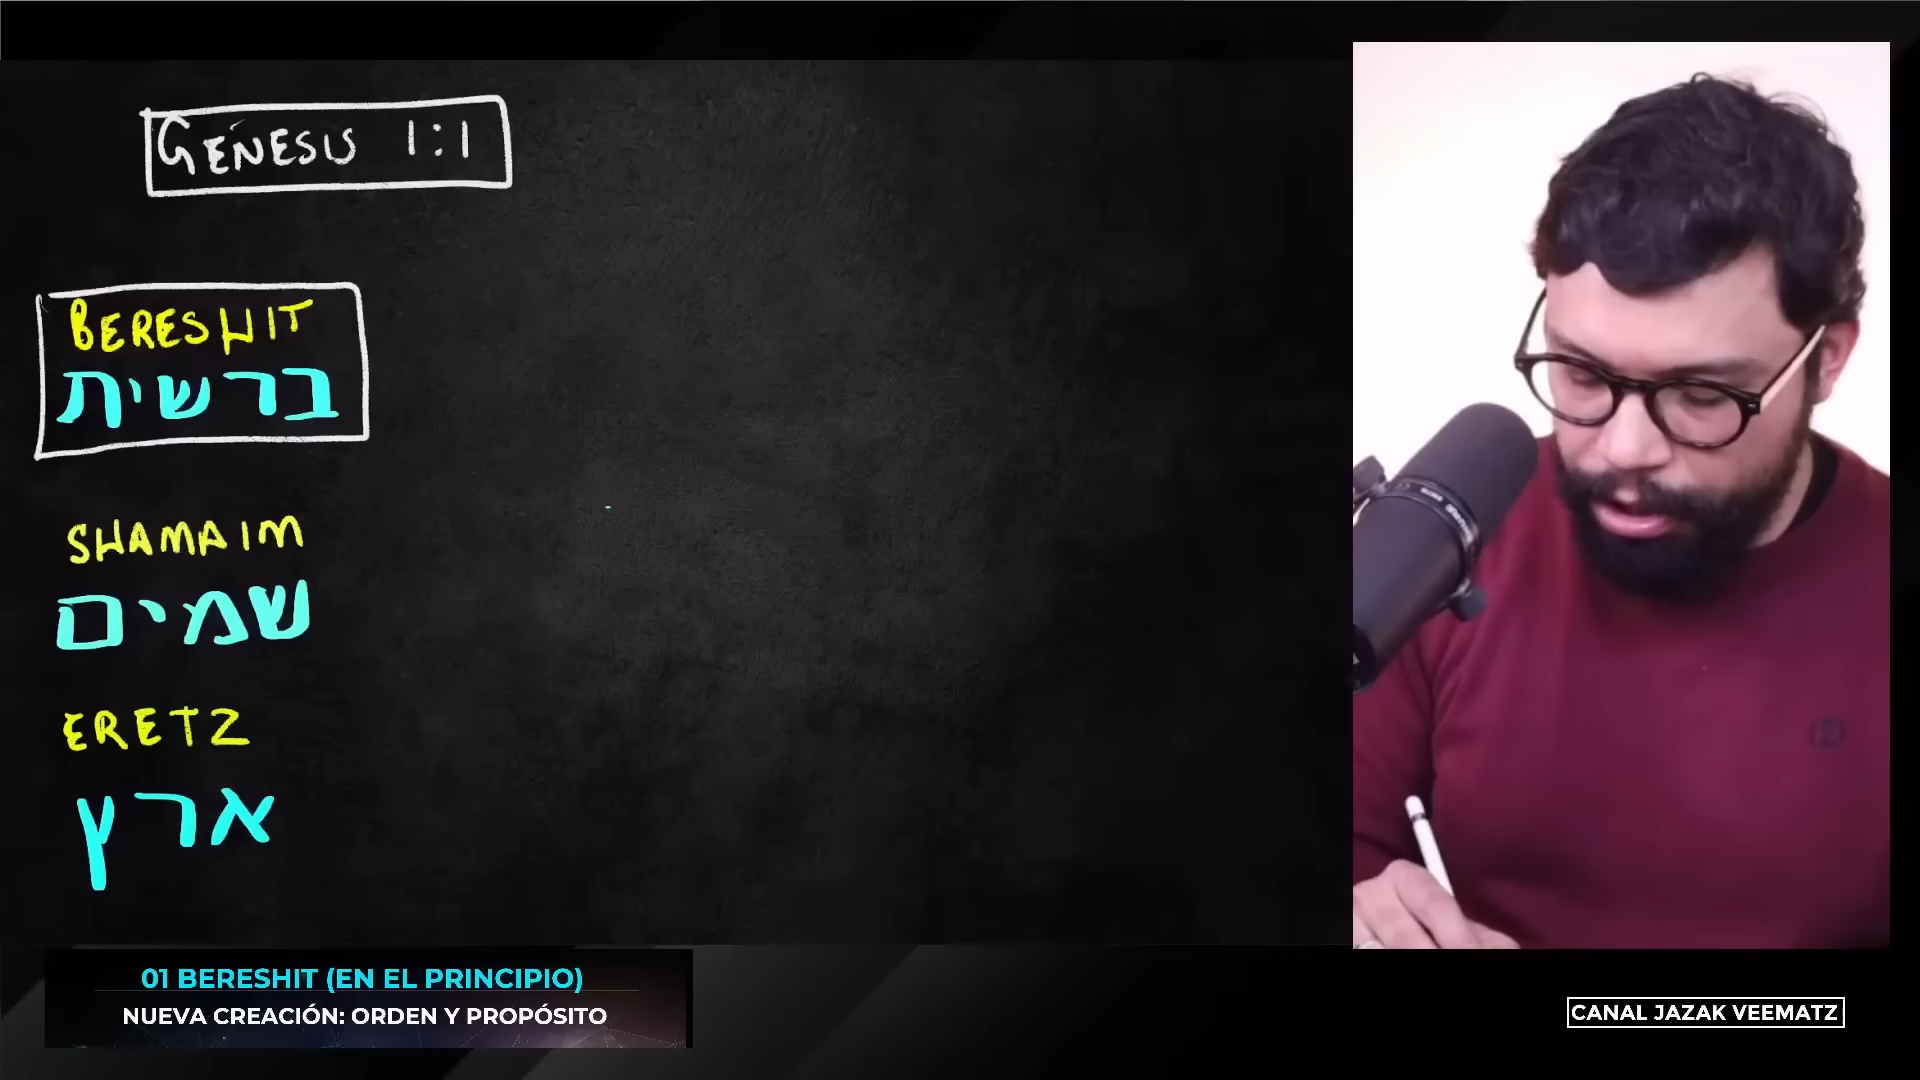 GÉNESIS 1:1
BERESHIT
ברשית
SHAMAIM
שמים
ERETZ
ארץ
01 BERESHIT (EN EL PRINCIPIO)
NUEVA CREACIÓN: ORDEN Y PROPÓSITO
CANAL JAZAK VEEMATZ